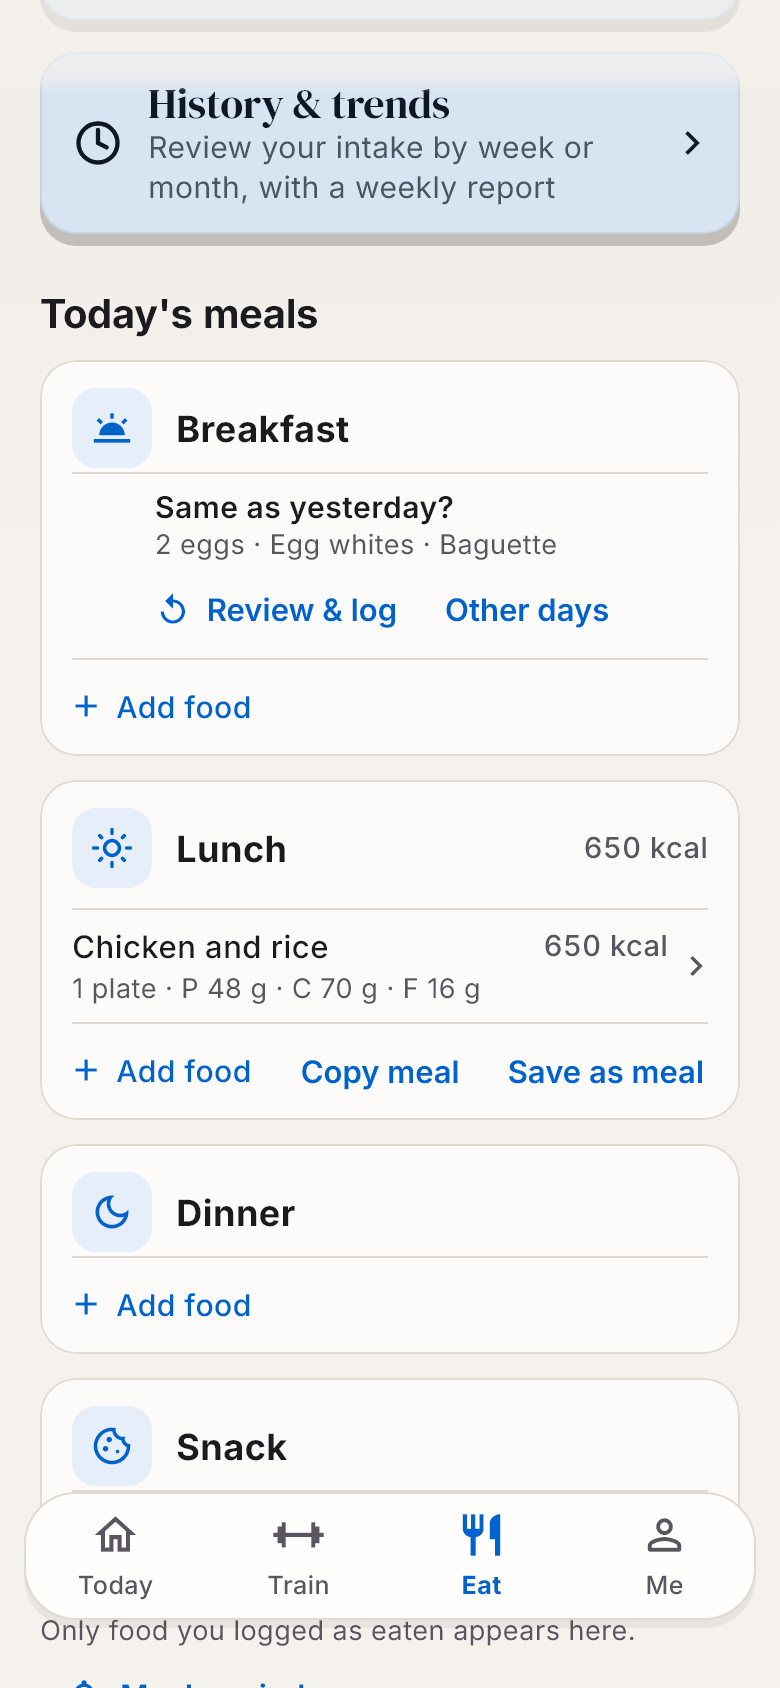 History & trends
Review your intake by week or
month, with a weekly report
Today's meals
Breakfast
Same as yesterday?
2 eggs · Egg whites · Baguette
Review & log Other days
+ Add food
Lunch 650 kcal
Chicken and rice 650 kcal
1 plate · P 48 g · C 70 g · F 16 g
+ Add food Copy meal Save as meal
Dinner
+ Add food
Snack
Today Train Eat Me
Only food you logged as eaten appears here.